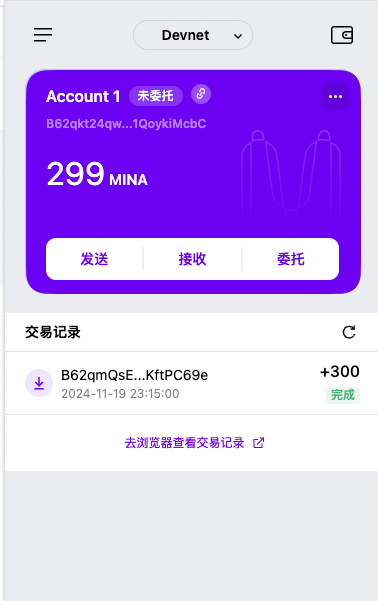 Devnet
Account 1 未委托
B62qkt24qw...1QoykiMcbC
299 MINA
发送 接收 委托
交易记录
B62qmQsE...KftPC69e +300
2024-11-19 23:15:00 完成
去浏览器查看交易记录